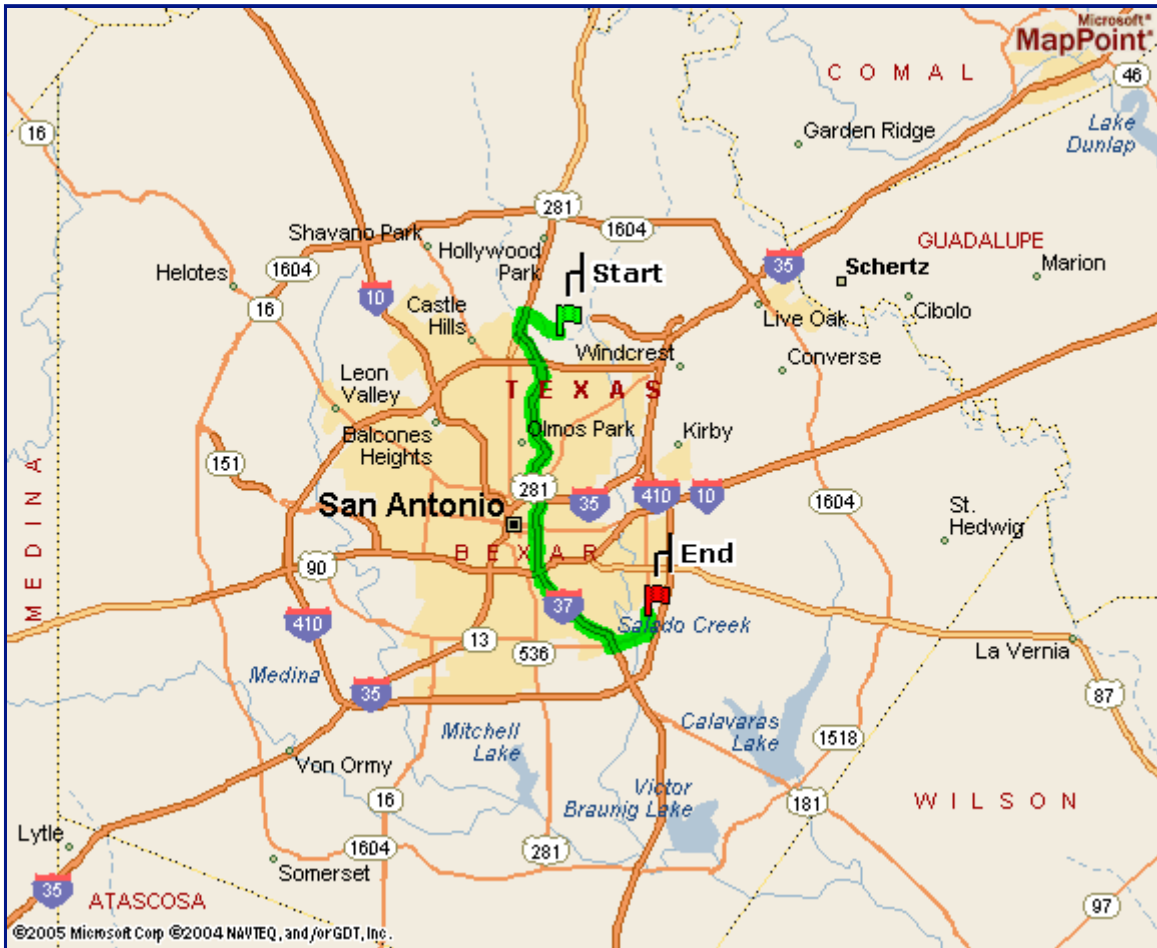 Microsoft®
MapPoint®
COMAL
46
16
Garden Ridge
Lake
Dunlap
281
Shavano Park
1604
Hollywood
Park
GUADALUPE
Helotes
1604
35
Schertz
Marion
Start
10
16
Castle
Hills
Cibolo
Live Oak
Windcrest
Converse
Leon
Valley
TEXAS
Balcones
Heights
Olmos Park
Kirby
151
MEDINA
281
35
410
10
1604
San Antonio
St.
Hedwig
BEXAR
End
90
37
410
Salado Creek
13
536
La Vernia
Medina
35
87
Mitchell
Lake
Calavaras
Lake
1518
Von Ormy
Victor
Braunig Lake
16
181
WILSON
Lytle
1604
281
Somerset
35
ATASCOSA
97
©2005 Microsoft Corp ©2004 NAVTEQ, and/or GDT, Inc.